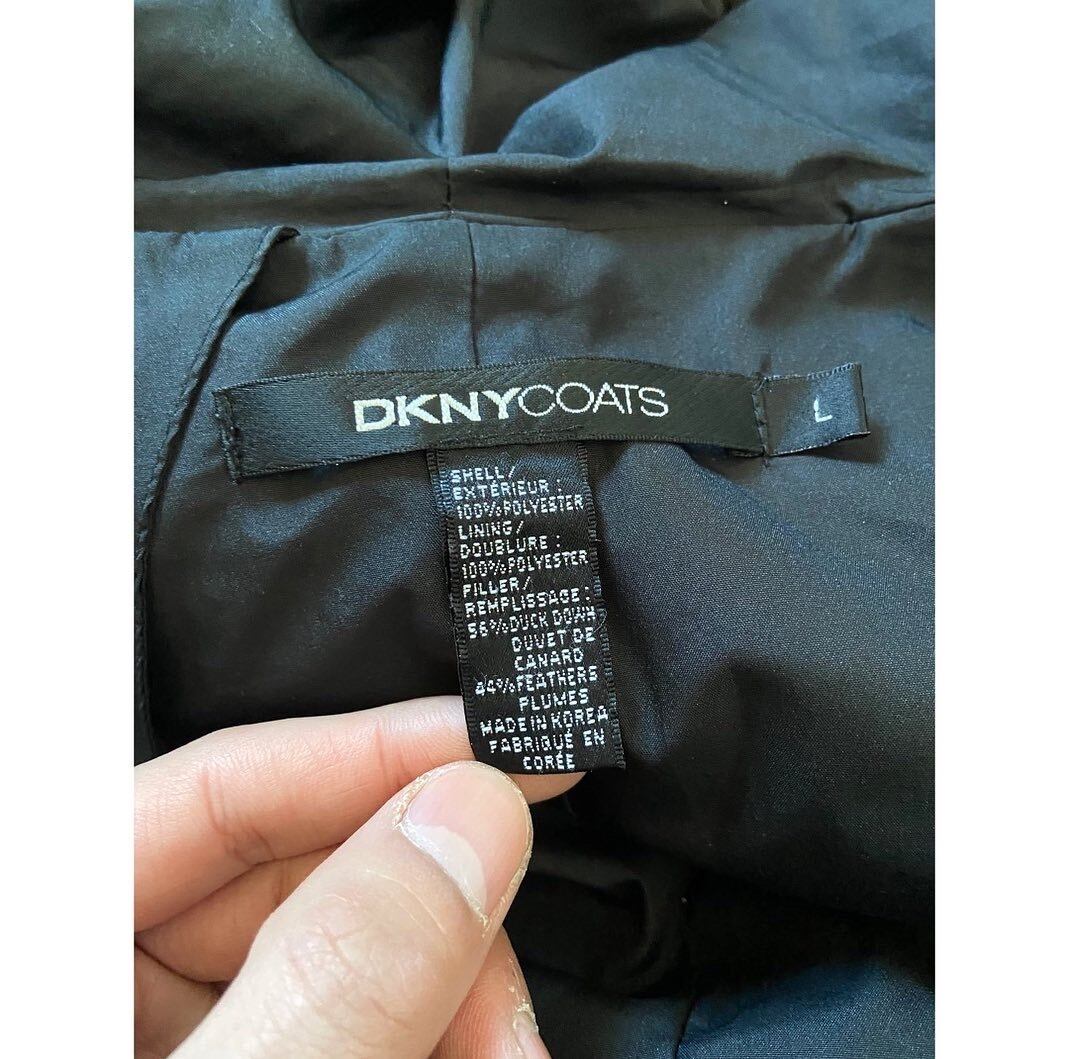 DKNYCOATS
L
SHELL/
EXTÉRIEUR :
100%POLYESTER
LINING/
DOUBLURE :
100%POLYESTER
FILLER/
REMPLISSAGE :
56%DUCK DOWN
DUVET DE
CANARD
44%FEATHERS
PLUMES
MADE IN KOREA
FABRIQUÉ EN
CORÉE